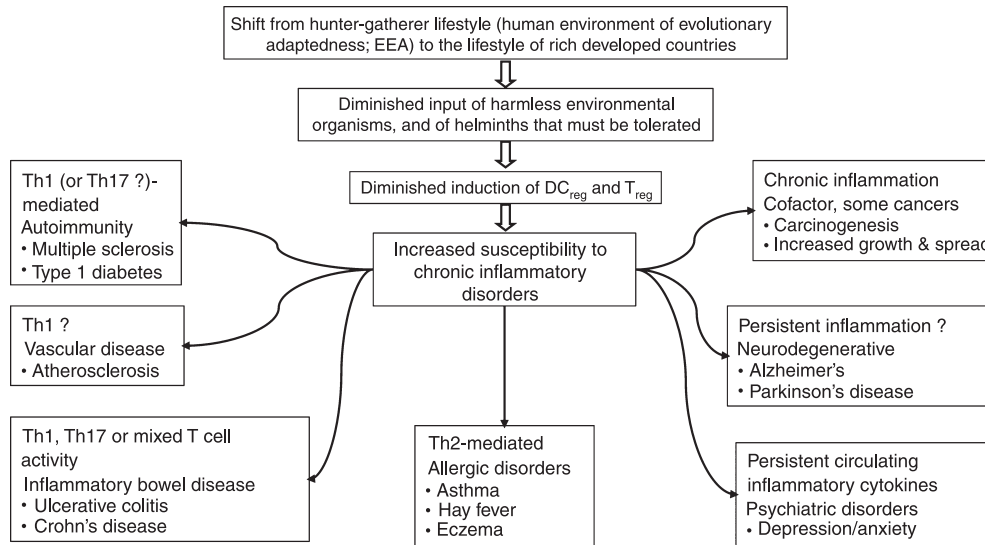 Shift from hunter-gatherer lifestyle (human environment of evolutionary
adaptedness; EEA) to the lifestyle of rich developed countries
Diminished input of harmless environmental
organisms, and of helminths that must be tolerated
Diminished induction of DCreg and Treg
Increased susceptibility to
chronic inflammatory
disorders
Th1 (or Th17 ?)-
mediated
Autoimmunity
• Multiple sclerosis
• Type 1 diabetes
Th1 ?
Vascular disease
• Atherosclerosis
Th1, Th17 or mixed T cell
activity
Inflammatory bowel disease
• Ulcerative colitis
• Crohn's disease
Th2-mediated
Allergic disorders
• Asthma
• Hay fever
• Eczema
Chronic inflammation
Cofactor, some cancers
• Carcinogenesis
• Increased growth & spread
Persistent inflammation ?
Neurodegenerative
• Alzheimer's
• Parkinson's disease
Persistent circulating
inflammatory cytokines
Psychiatric disorders
• Depression/anxiety